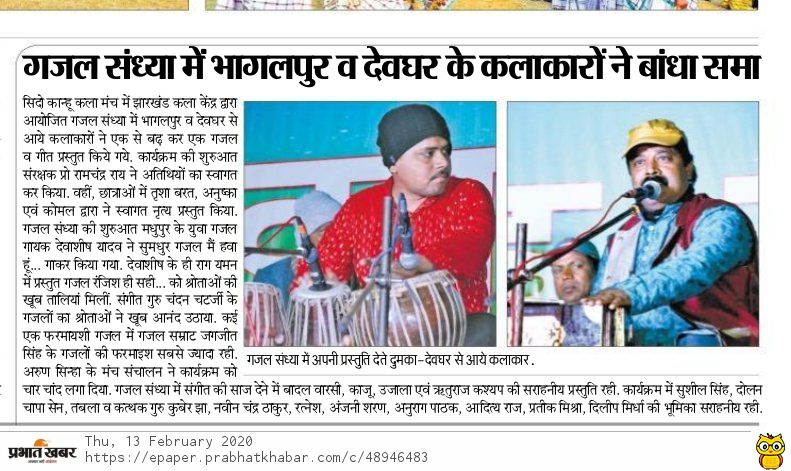 गजल संध्या में भागलपुर व देवघर के कलाकारों ने बांधा समा
सिदो कान्हू कला मंच में झारखंड कला केंद्र द्वारा
आयोजित गजल संध्या में भागलपुर व देवघर से
आये कलाकारों ने एक से बढ़ कर एक गजल
व गीत प्रस्तुत किये गये. कार्यक्रम की शुरुआत
संरक्षक प्रो रामचंद्र राय ने अतिथियों का स्वागत
कर किया. वहीं, छात्राओं में तृशा बरत, अनुष्का
एवं कोमल द्वारा ने स्वागत नृत्य प्रस्तुत किया.
गजल संध्या की शुरुआत मधुपुर के युवा गजल
गायक देवाशीष यादव ने सुमधुर गजल मैं हवा
हूं... गाकर किया गया. देवाशीष के ही राग यमन
में प्रस्तुत गजल रंजिश ही सही... को श्रोताओं की
खूब तालियां मिलीं. संगीत गुरु चंदन चटर्जी के
गजलों का श्रोताओं ने खूब आनंद उठाया. कई
एक फरमायशी गजल में गजल सम्राट जगजीत
सिंह के गजलों की फरमाइश सबसे ज्यादा रही.
अरुण सिन्हा के मंच संचालन ने कार्यक्रम को
चार चांद लगा दिया. गजल संध्या में संगीत की साज देने में बादल वारसी, काजू, उजाला एवं ऋतुराज कश्यप की सराहनीय प्रस्तुति रही. कार्यक्रम में सुशील सिंह, दोलन
चापा सेन, तबला व कत्थक गुरु कुबेर झा, नवीन चंद्र ठाकुर, रत्नेश, अंजनी शरण, अनुराग पाठक, आदित्य राज, प्रतीक मिश्रा, दिलीप मिर्धा की भूमिका सराहनीय रही.
गजल संध्या में अपनी प्रस्तुति देते दुमका-देवघर से आये कलाकार.
प्रभात खबर
Thu, 13 February 2020
https://epaper.prabhatkhabar.com/c/48946483